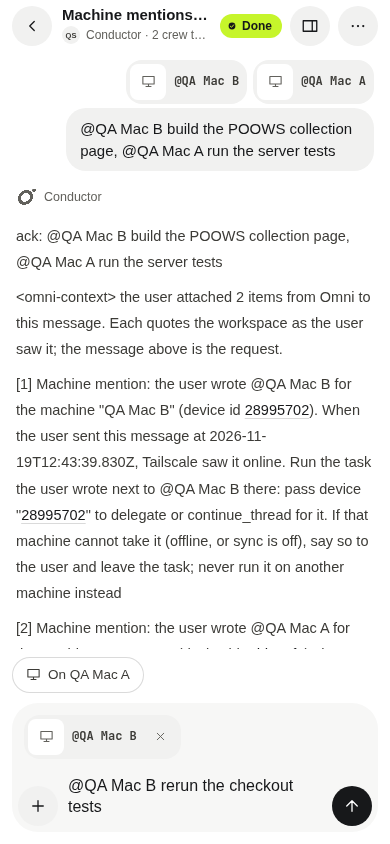 Machine mentions...
QS Conductor · 2 crew t...
Done
@QA Mac B
@QA Mac A
@QA Mac B build the POOWS collection
page, @QA Mac A run the server tests
Conductor
ack: @QA Mac B build the POOWS collection page,
@QA Mac A run the server tests
<omni-context> the user attached 2 items from Omni to
this message. Each quotes the workspace as the user
saw it; the message above is the request.
[1] Machine mention: the user wrote @QA Mac B for
the machine "QA Mac B" (device id 28995702). When
the user sent this message at 2026-11-
19T12:43:39.830Z, Tailscale saw it online. Run the task
the user wrote next to @QA Mac B there: pass device
"28995702" to delegate or continue_thread for it. If that
machine cannot take it (offline, or sync is off), say so to
the user and leave the task; never run it on another
machine instead
[2] Machine mention: the user wrote @QA Mac A for
On QA Mac A
@QA Mac B
@QA Mac B rerun the checkout
tests